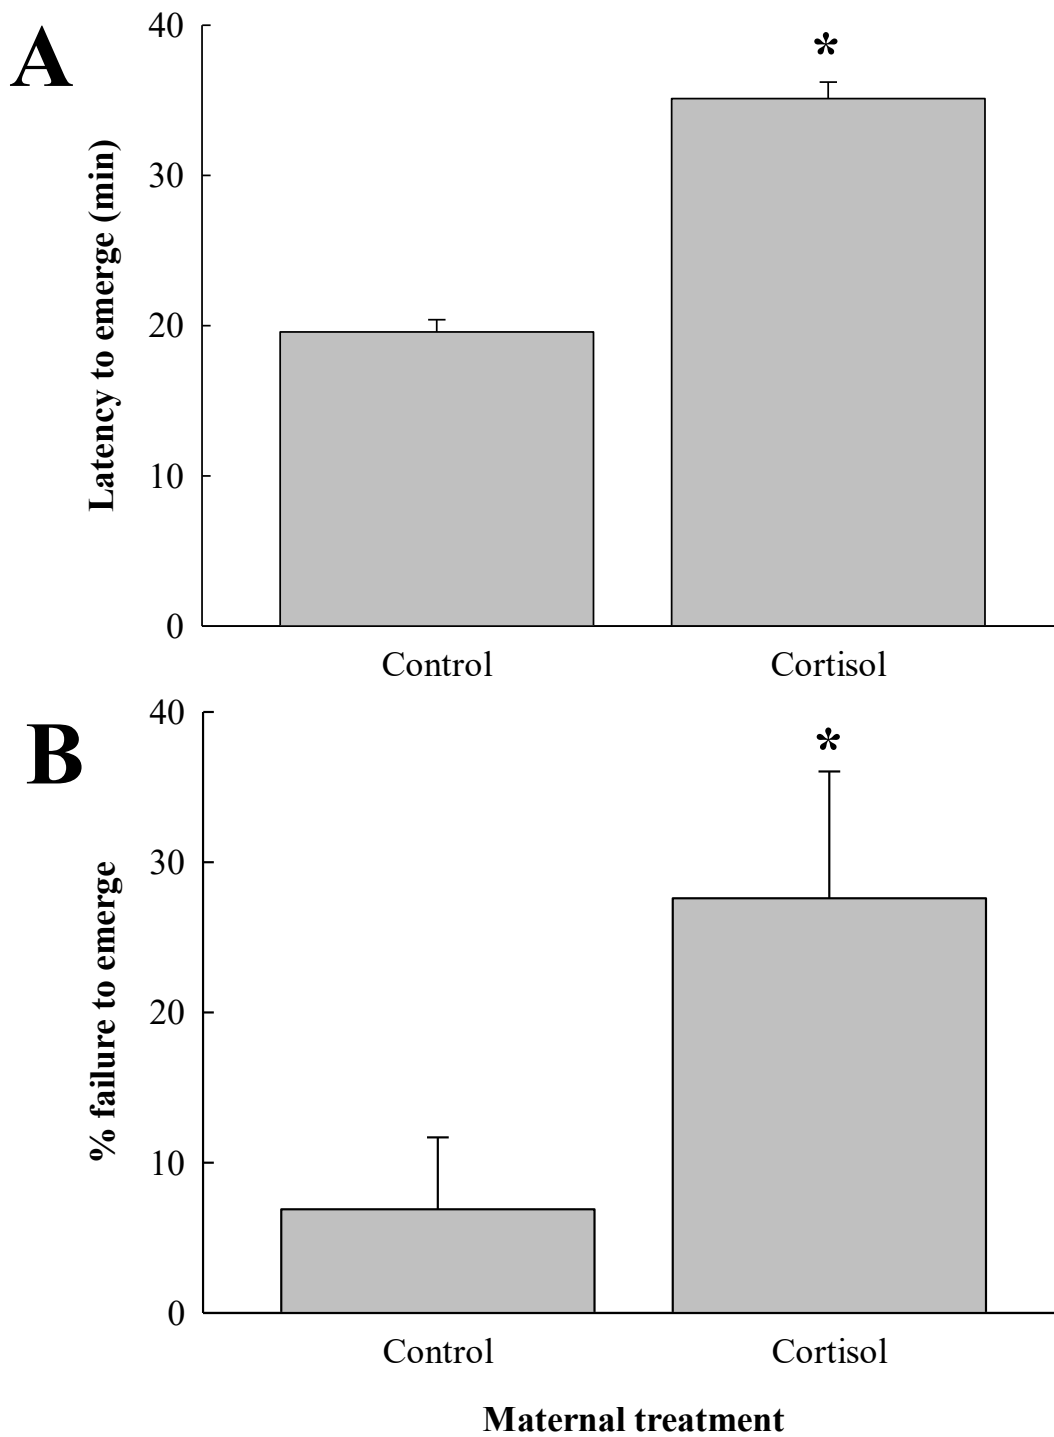 A
40
30
20
10
0
Latency to emerge (min)
*
Control Cortisol
B
40
30
20
10
0
% failure to emerge
*
Control Cortisol
Maternal treatment